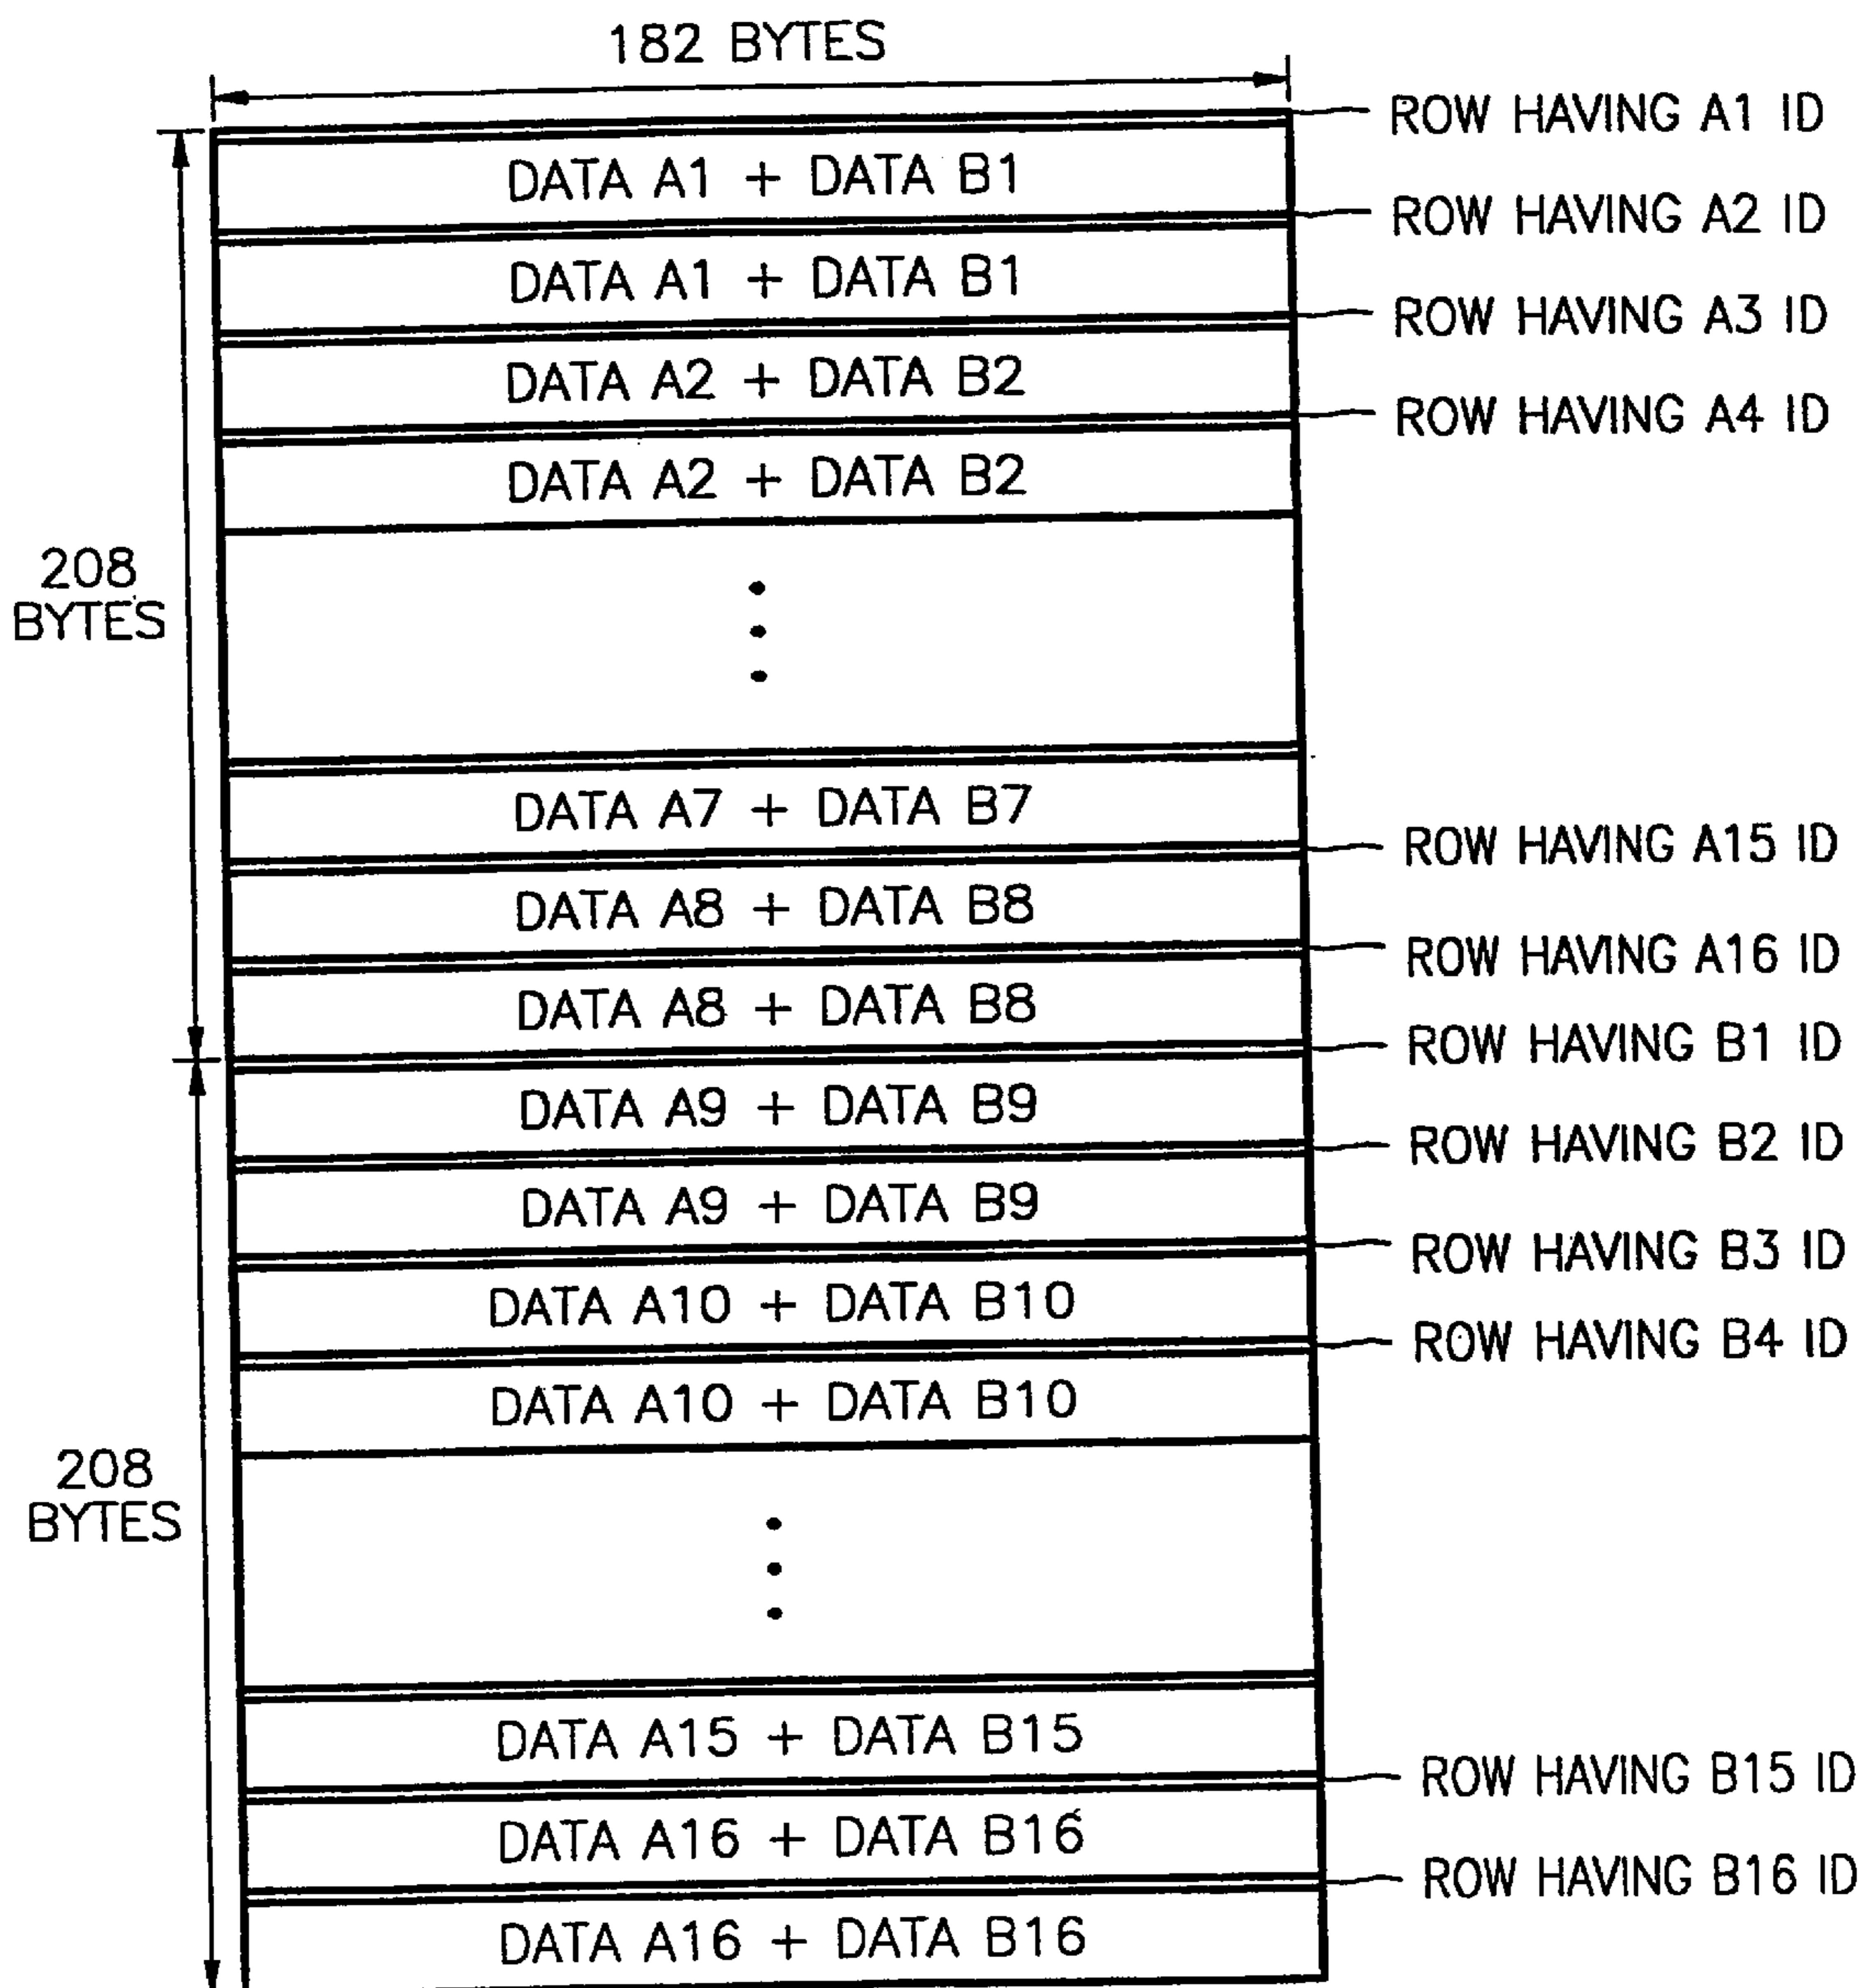 182 BYTES
ROW HAVING A1 ID
DATA A1 + DATA B1
ROW HAVING A2 ID
DATA A1 + DATA B1
ROW HAVING A3 ID
DATA A2 + DATA B2
ROW HAVING A4 ID
DATA A2 + DATA B2
208
BYTES
DATA A7 + DATA B7
ROW HAVING A15 ID
DATA A8 + DATA B8
ROW HAVING A16 ID
DATA A8 + DATA B8
ROW HAVING B1 ID
DATA A9 + DATA B9
ROW HAVING B2 ID
DATA A9 + DATA B9
ROW HAVING B3 ID
DATA A10 + DATA B10
ROW HAVING B4 ID
DATA A10 + DATA B10
208
BYTES
DATA A15 + DATA B15
ROW HAVING B15 ID
DATA A16 + DATA B16
ROW HAVING B16 ID
DATA A16 + DATA B16